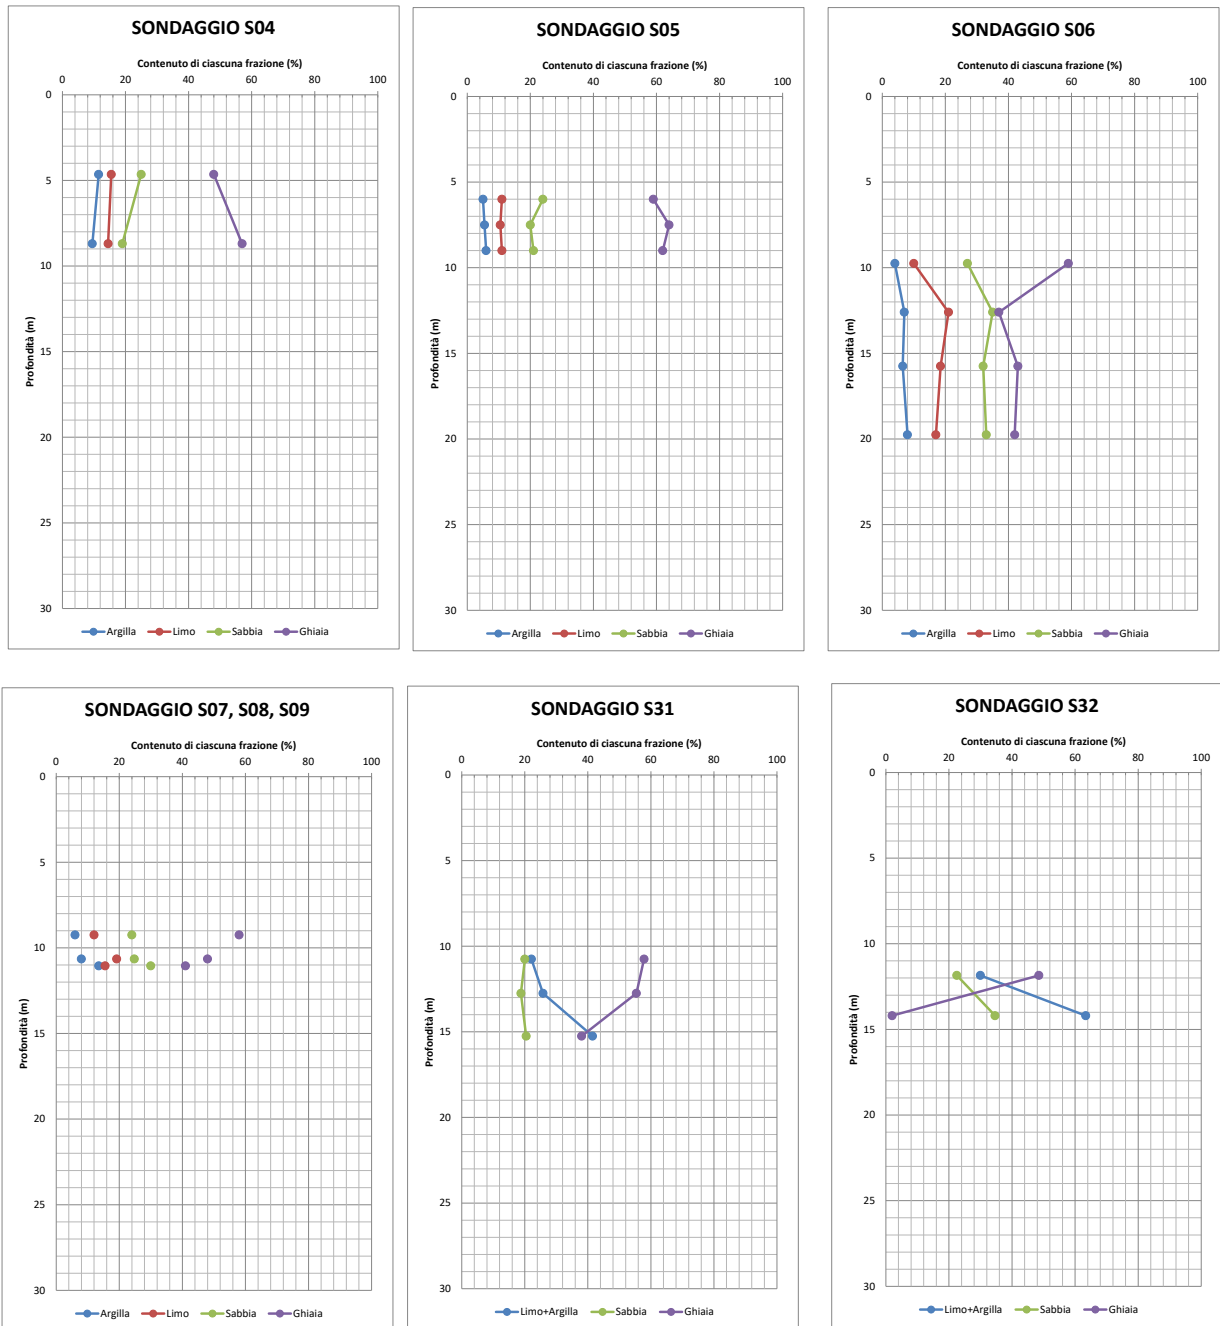 SONDAGGIO S04
Contenuto di ciascuna frazione (%)
0 20 40 60 80 100
0
5
10
15
20
25
30
Profondità (m)
Argilla Limo Sabbia Ghiaia
SONDAGGIO S05
Contenuto di ciascuna frazione (%)
0 20 40 60 80 100
0
5
10
15
20
25
30
Profondità (m)
Argilla Limo Sabbia Ghiaia
SONDAGGIO S06
Contenuto di ciascuna frazione (%)
0 20 40 60 80 100
0
5
10
15
20
25
30
Profondità (m)
Argilla Limo Sabbia Ghiaia
SONDAGGIO S07, S08, S09
Contenuto di ciascuna frazione (%)
0 20 40 60 80 100
0
5
10
15
20
25
30
Profondità (m)
Argilla Limo Sabbia Ghiaia
SONDAGGIO S31
Contenuto di ciascuna frazione (%)
0 20 40 60 80 100
0
5
10
15
20
25
30
Profondità (m)
Limo+Argilla Sabbia Ghiaia
SONDAGGIO S32
Contenuto di ciascuna frazione (%)
0 20 40 60 80 100
0
5
10
15
20
25
30
Profondità (m)
Limo+Argilla Sabbia Ghiaia